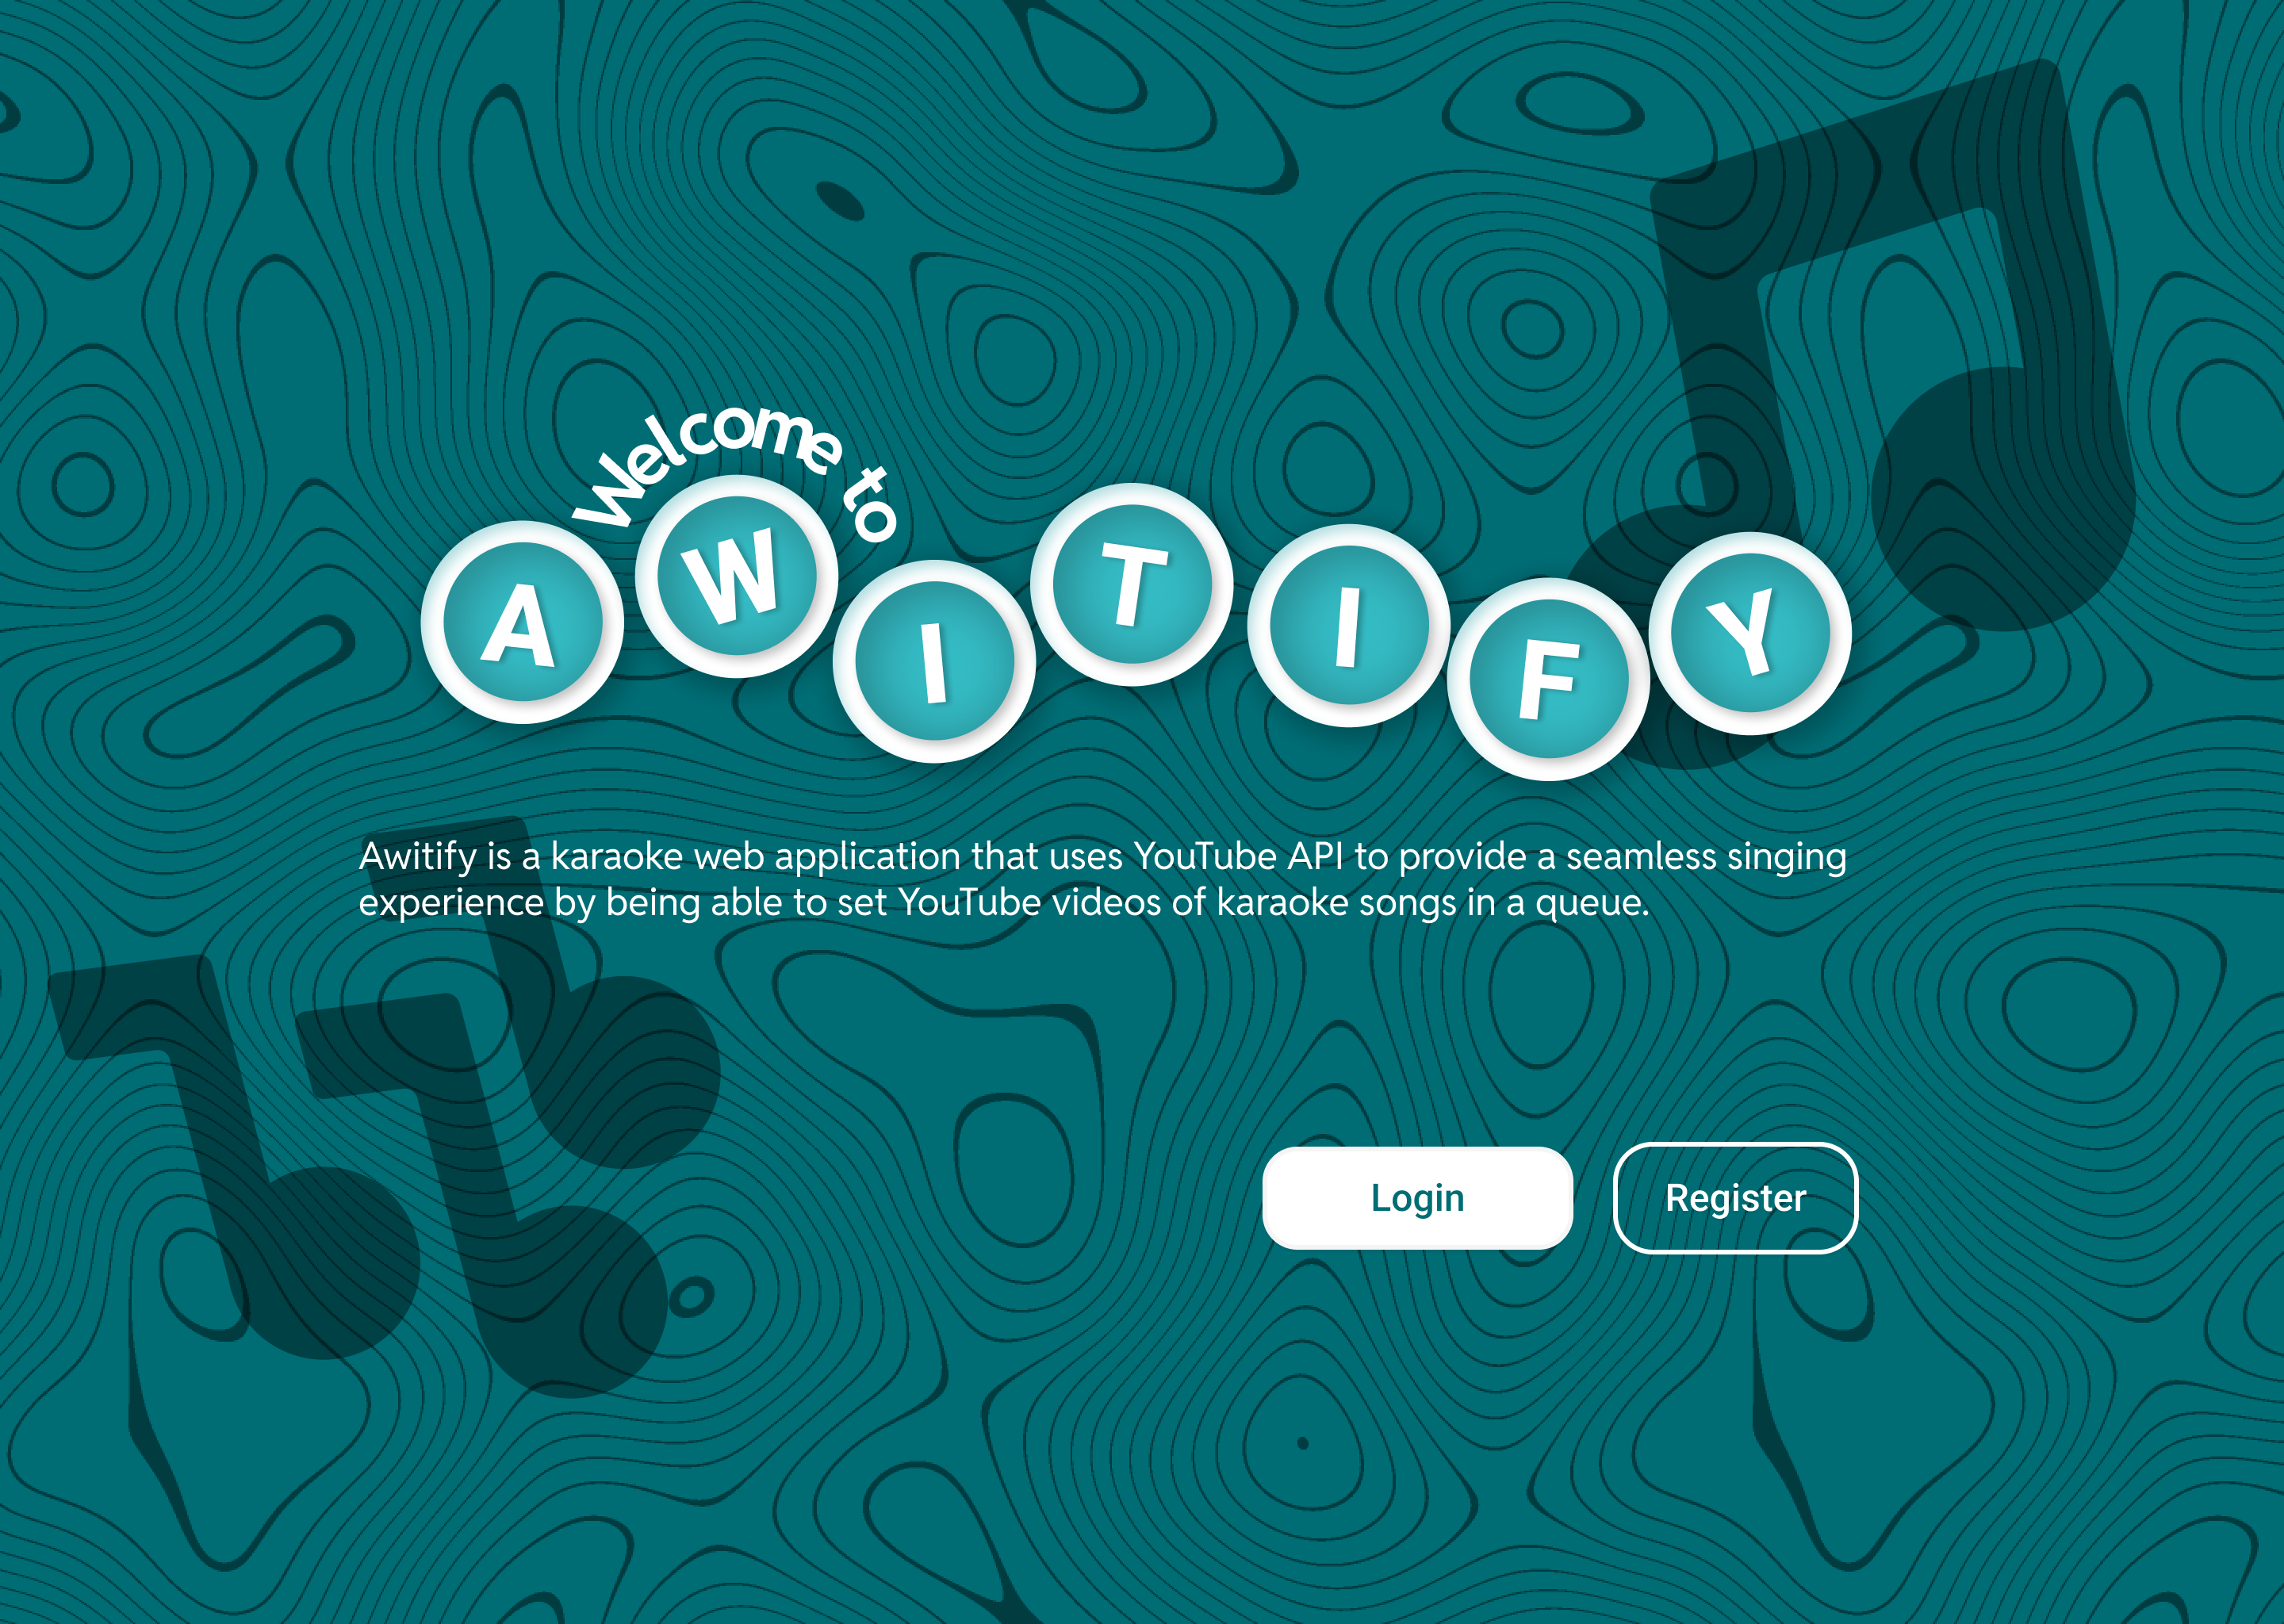 Welcome to
AWITIFY
Awitify is a karaoke web application that uses YouTube API to provide a seamless singing
experience by being able to set YouTube videos of karaoke songs in a queue.
Login
Register